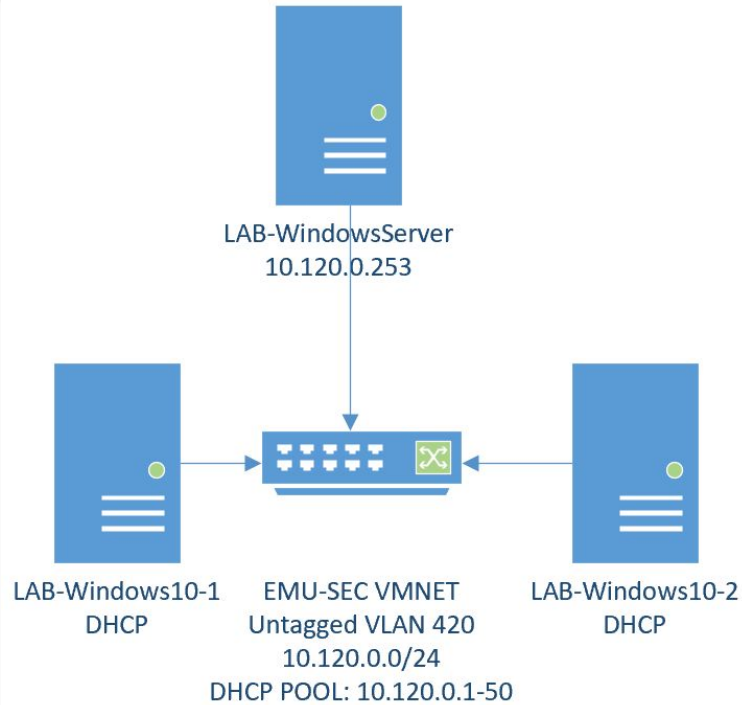 LAB-WindowsServer
10.120.0.253
LAB-Windows10-1
DHCP
EMU-SEC VMNET
Untagged VLAN 420
10.120.0.0/24
DHCP POOL: 10.120.0.1-50
LAB-Windows10-2
DHCP